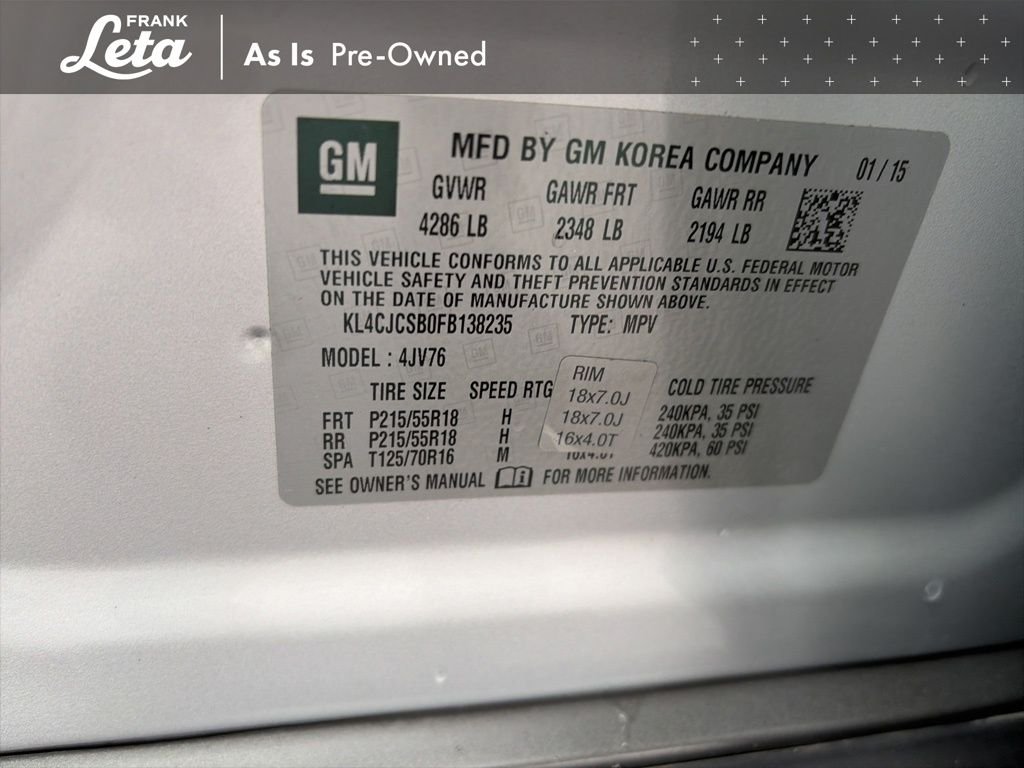 FRANK
Leta
As Is Pre-Owned
GM
MFD BY GM KOREA COMPANY 01/15
GVWR GAWR FRT GAWR RR
4286 LB 2348 LB 2194 LB
THIS VEHICLE CONFORMS TO ALL APPLICABLE U.S. FEDERAL MOTOR
VEHICLE SAFETY AND THEFT PREVENTION STANDARDS IN EFFECT
ON THE DATE OF MANUFACTURE SHOWN ABOVE.
KL4CJCSB0FB138235 TYPE: MPV
MODEL : 4JV76
TIRE SIZE SPEED RTG RIM COLD TIRE PRESSURE
18x7.0J
FRT P215/55R18 H 18x7.0J 240KPA, 35 PSI
RR P215/55R18 H 16x4.0T 240KPA, 35 PSI
SPA T125/70R16 M 16x4.0T 420KPA, 60 PSI
SEE OWNER'S MANUAL FOR MORE INFORMATION.